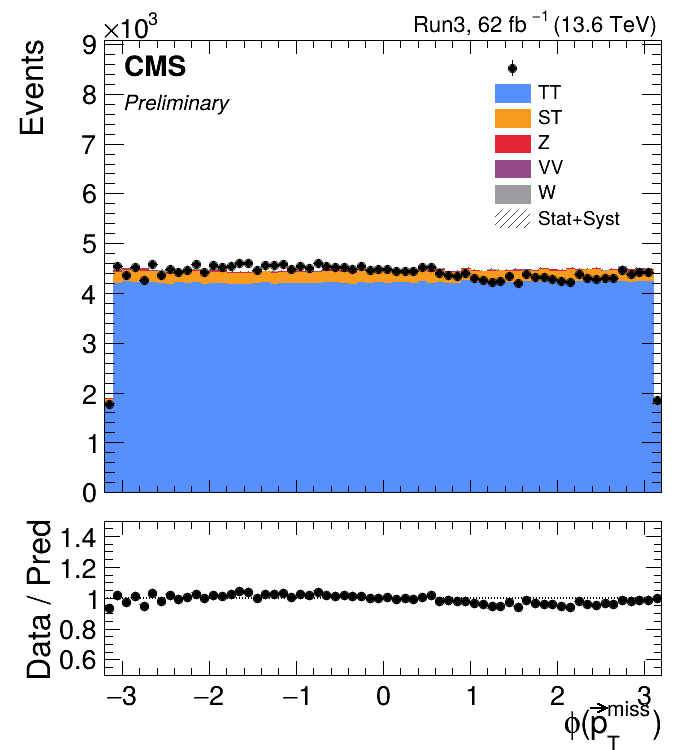 ×10³
Run3, 62 fb⁻¹ (13.6 TeV)
Events
CMS
Preliminary
TT
ST
Z
VV
W
Stat+Syst
9
8
7
6
5
4
3
2
1
0
Data / Pred
1.4
1.2
1
0.8
0.6
−3 −2 −1 0 1 2 3
ϕ(p⃗_T^miss)